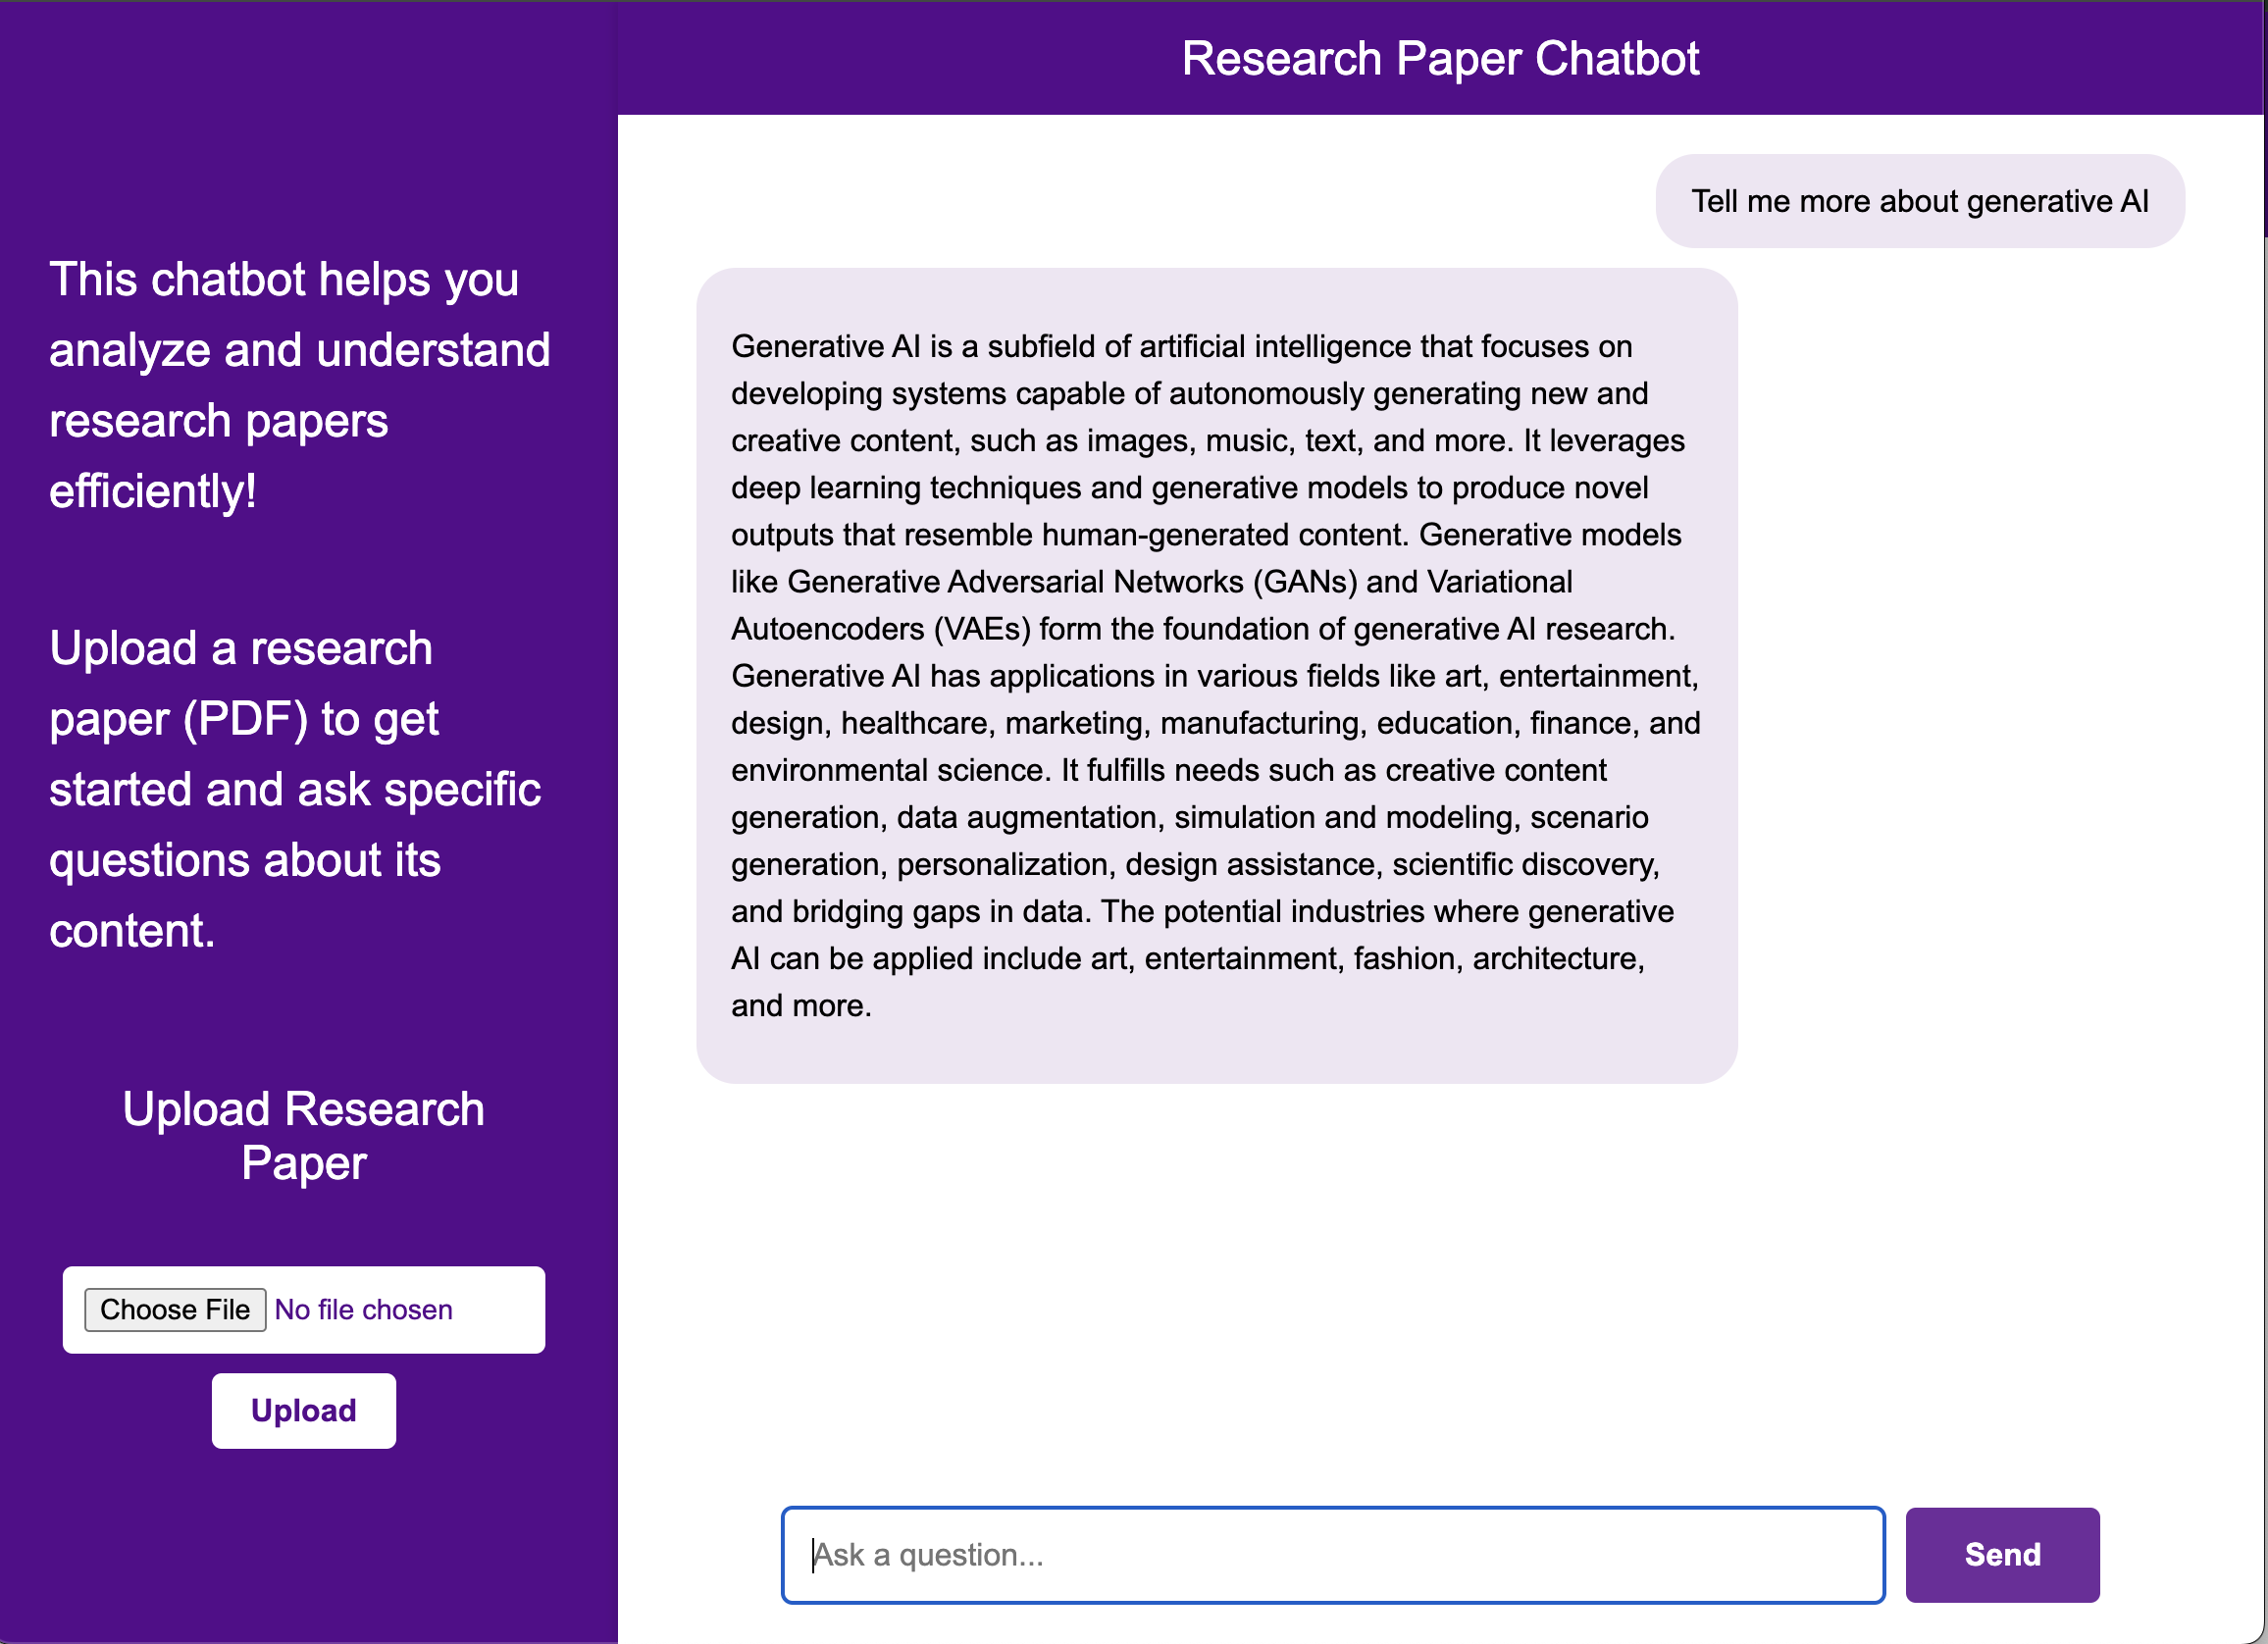 Research Paper Chatbot
This chatbot helps you
analyze and understand
research papers
efficiently!
Upload a research
paper (PDF) to get
started and ask specific
questions about its
content.
Upload Research
Paper
Choose File No file chosen
Upload
Tell me more about generative AI
Generative AI is a subfield of artificial intelligence that focuses on
developing systems capable of autonomously generating new and
creative content, such as images, music, text, and more. It leverages
deep learning techniques and generative models to produce novel
outputs that resemble human-generated content. Generative models
like Generative Adversarial Networks (GANs) and Variational
Autoencoders (VAEs) form the foundation of generative AI research.
Generative AI has applications in various fields like art, entertainment,
design, healthcare, marketing, manufacturing, education, finance, and
environmental science. It fulfills needs such as creative content
generation, data augmentation, simulation and modeling, scenario
generation, personalization, design assistance, scientific discovery,
and bridging gaps in data. The potential industries where generative
AI can be applied include art, entertainment, fashion, architecture,
and more.
Ask a question...
Send